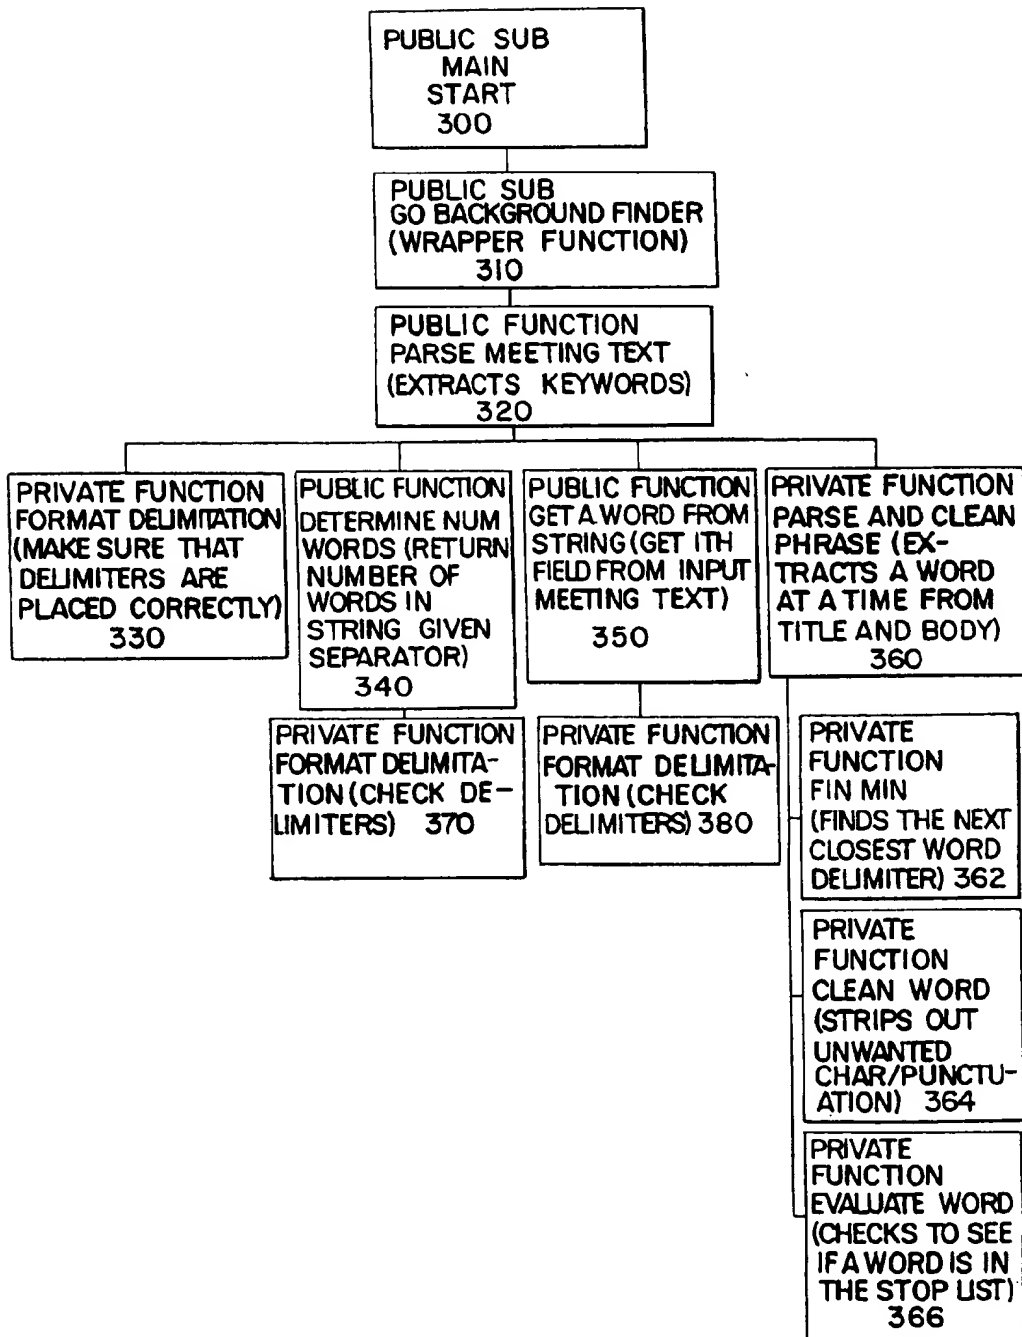 PUBLIC SUB
MAIN
START
300
PUBLIC SUB
GO BACKGROUND FINDER
(WRAPPER FUNCTION)
310
PUBLIC FUNCTION
PARSE MEETING TEXT
(EXTRACTS KEYWORDS)
320
PRIVATE FUNCTION
FORMAT DELIMITATION
(MAKE SURE THAT
DELIMITERS ARE
PLACED CORRECTLY)
330
PUBLIC FUNCTION
DETERMINE NUM
WORDS (RETURN
NUMBER OF
WORDS IN
STRING GIVEN
SEPARATOR)
340
PUBLIC FUNCTION
GET A WORD FROM
STRING (GET ITH
FIELD FROM INPUT
MEETING TEXT)
350
PRIVATE FUNCTION
PARSE AND CLEAN
PHRASE (EX-
TRACTS A WORD
AT A TIME FROM
TITLE AND BODY)
360
PRIVATE FUNCTION
FORMAT DELIMITA-
TION (CHECK DE-
LIMITERS) 370
PRIVATE FUNCTION
FORMAT DELIMITA-
TION (CHECK
DELIMITERS) 380
PRIVATE
FUNCTION
FIN MIN
(FINDS THE NEXT
CLOSEST WORD
DELIMITER) 362
PRIVATE
FUNCTION
CLEAN WORD
(STRIPS OUT
UNWANTED
CHAR/PUNCTU-
ATION) 364
PRIVATE
FUNCTION
EVALUATE WORD
(CHECKS TO SEE
IF A WORD IS IN
THE STOP LIST)
366